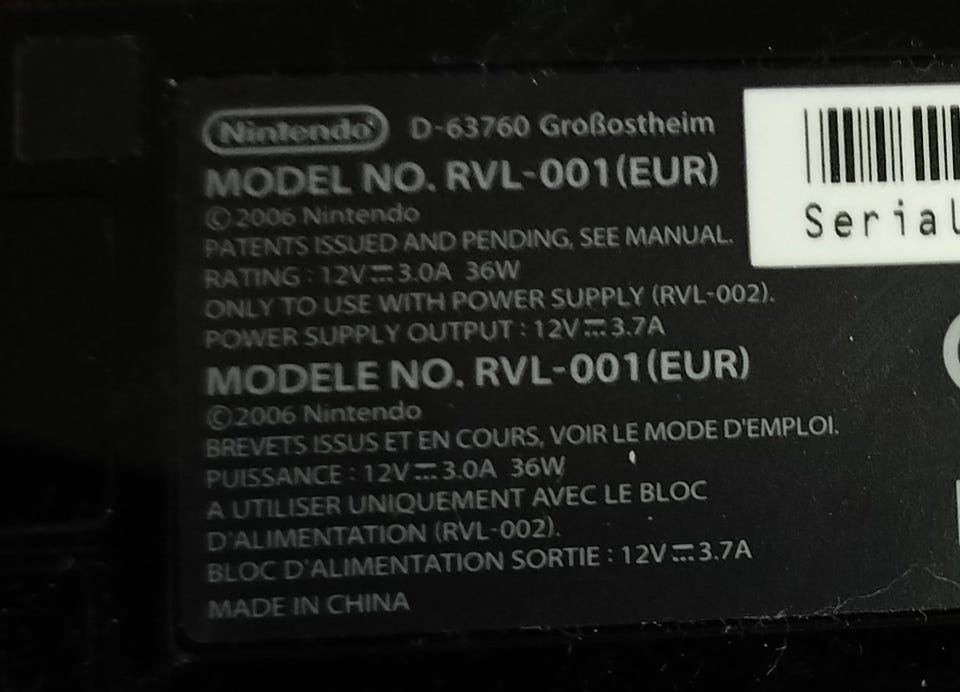 Nintendo D-63760 Großostheim
MODEL NO. RVL-001(EUR)
©2006 Nintendo
PATENTS ISSUED AND PENDING, SEE MANUAL.
RATING : 12V⎓3.0A 36W
ONLY TO USE WITH POWER SUPPLY (RVL-002).
POWER SUPPLY OUTPUT : 12V⎓3.7A
MODELE NO. RVL-001(EUR)
©2006 Nintendo
BREVETS ISSUS ET EN COURS, VOIR LE MODE D'EMPLOI.
PUISSANCE : 12V⎓3.0A 36W
A UTILISER UNIQUEMENT AVEC LE BLOC
D'ALIMENTATION (RVL-002).
BLOC D'ALIMENTATION SORTIE : 12V⎓3.7A
MADE IN CHINA
Serial